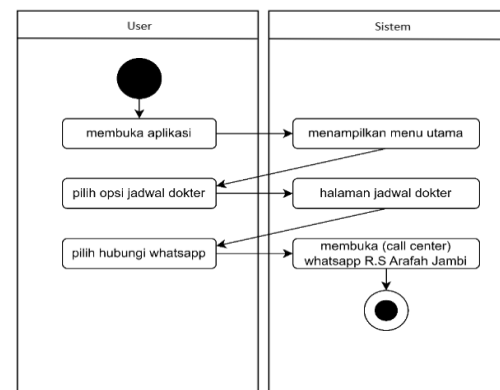 User
Sistem
membuka aplikasi
menampilkan menu utama
pilih opsi jadwal dokter
halaman jadwal dokter
pilih hubungi whatsapp
membuka (call center)
whatsapp R.S Arafah Jambi